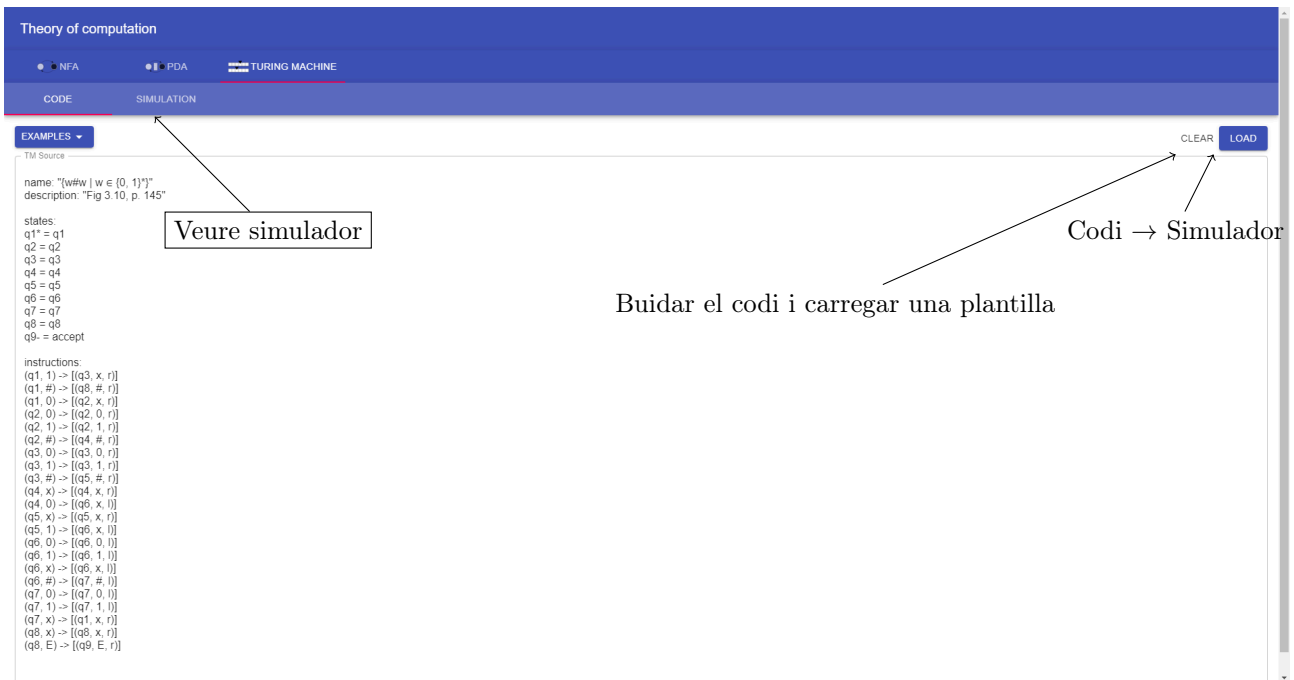 Theory of computation
NFA
PDA
TURING MACHINE
CODE
SIMULATION
EXAMPLES
CLEAR
LOAD
TM Source
name: "{w#w | w ∈ {0, 1}*}"
description: "Fig 3.10, p. 145"
states:
q1* = q1
q2 = q2
q3 = q3
q4 = q4
q5 = q5
q6 = q6
q7 = q7
q8 = q8
q9- = accept
Veure simulador
Codi → Simulador
Buidar el codi i carregar una plantilla
instructions:
(q1, 1) -> [(q3, x, r)]
(q1, #) -> [(q8, #, r)]
(q1, 0) -> [(q2, x, r)]
(q2, 0) -> [(q2, 0, r)]
(q2, 1) -> [(q2, 1, r)]
(q2, #) -> [(q4, #, r)]
(q3, 0) -> [(q3, 0, r)]
(q3, 1) -> [(q3, 1, r)]
(q3, #) -> [(q5, #, r)]
(q4, x) -> [(q4, x, r)]
(q4, 0) -> [(q6, x, l)]
(q5, x) -> [(q5, x, r)]
(q5, 1) -> [(q6, x, l)]
(q6, 0) -> [(q6, 0, l)]
(q6, 1) -> [(q6, 1, l)]
(q6, x) -> [(q6, x, l)]
(q6, #) -> [(q7, #, l)]
(q7, 0) -> [(q7, 0, l)]
(q7, 1) -> [(q7, 1, l)]
(q7, x) -> [(q1, x, r)]
(q8, x) -> [(q8, x, r)]
(q8, E) -> [(q9, E, r)]